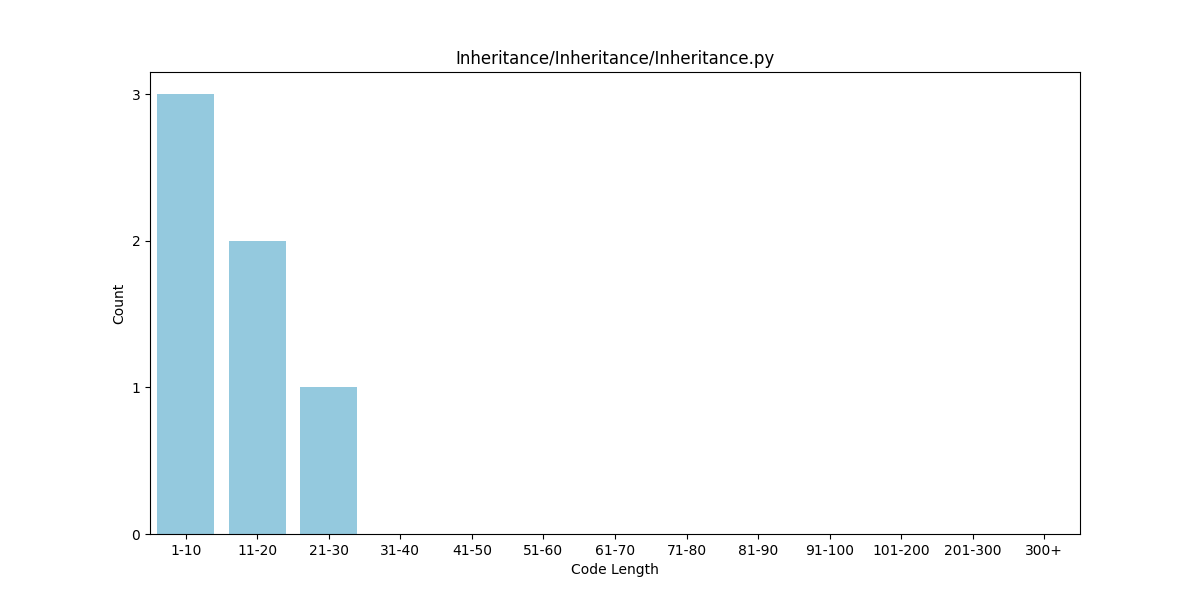 Inheritance/Inheritance/Inheritance.py
3
2
1
0
Count
1-10 11-20 21-30 31-40 41-50 51-60 61-70 71-80 81-90 91-100 101-200 201-300 300+
Code Length